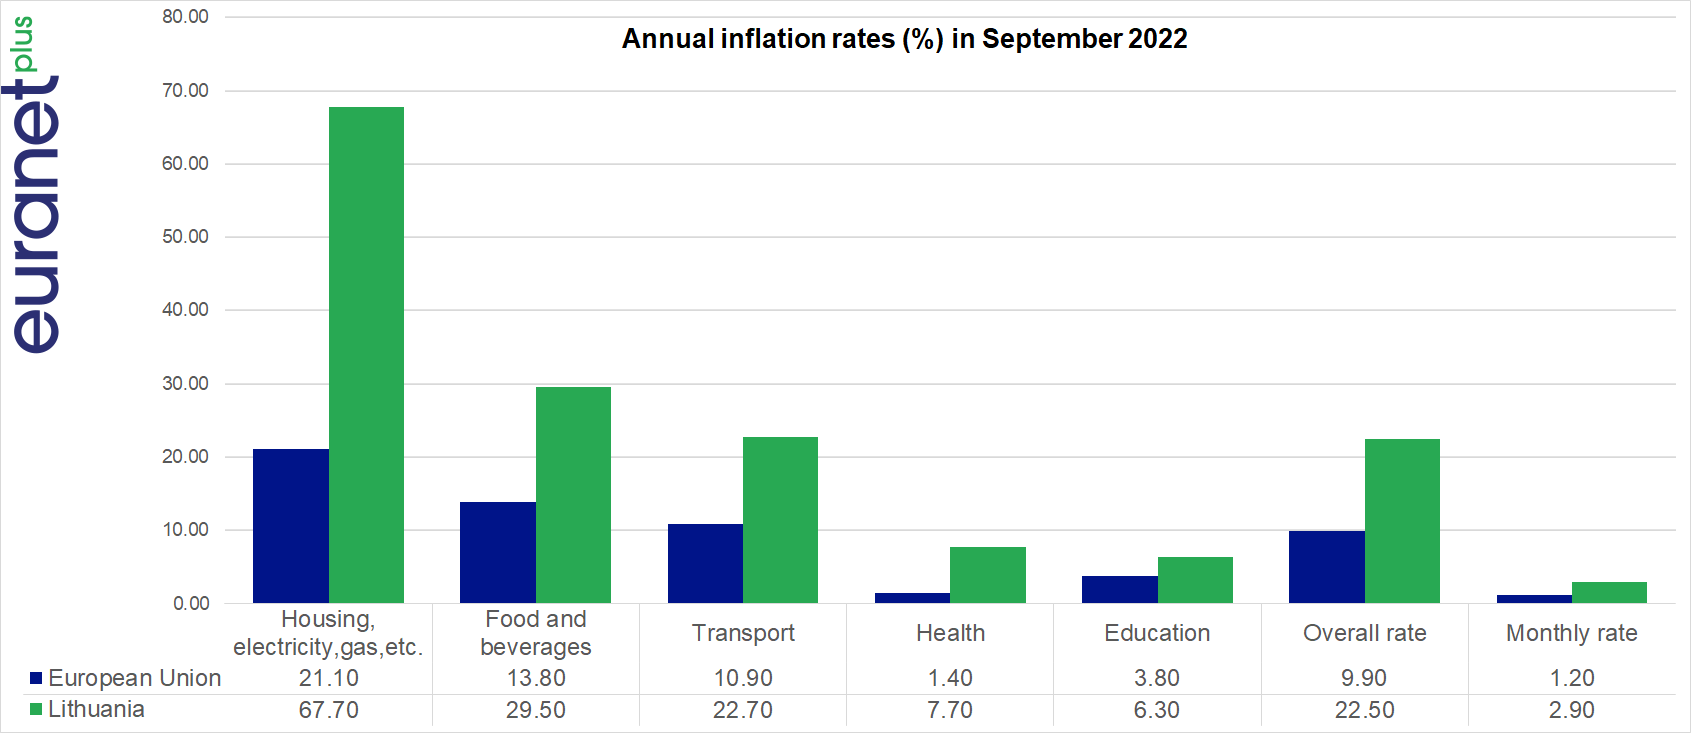 euranet plus
Annual inflation rates (%) in September 2022
80.00
70.00
60.00
50.00
40.00
30.00
20.00
10.00
0.00
Housing, electricity,gas,etc. Food and beverages Transport Health Education Overall rate Monthly rate
European Union 21.10 13.80 10.90 1.40 3.80 9.90 1.20
Lithuania 67.70 29.50 22.70 7.70 6.30 22.50 2.90